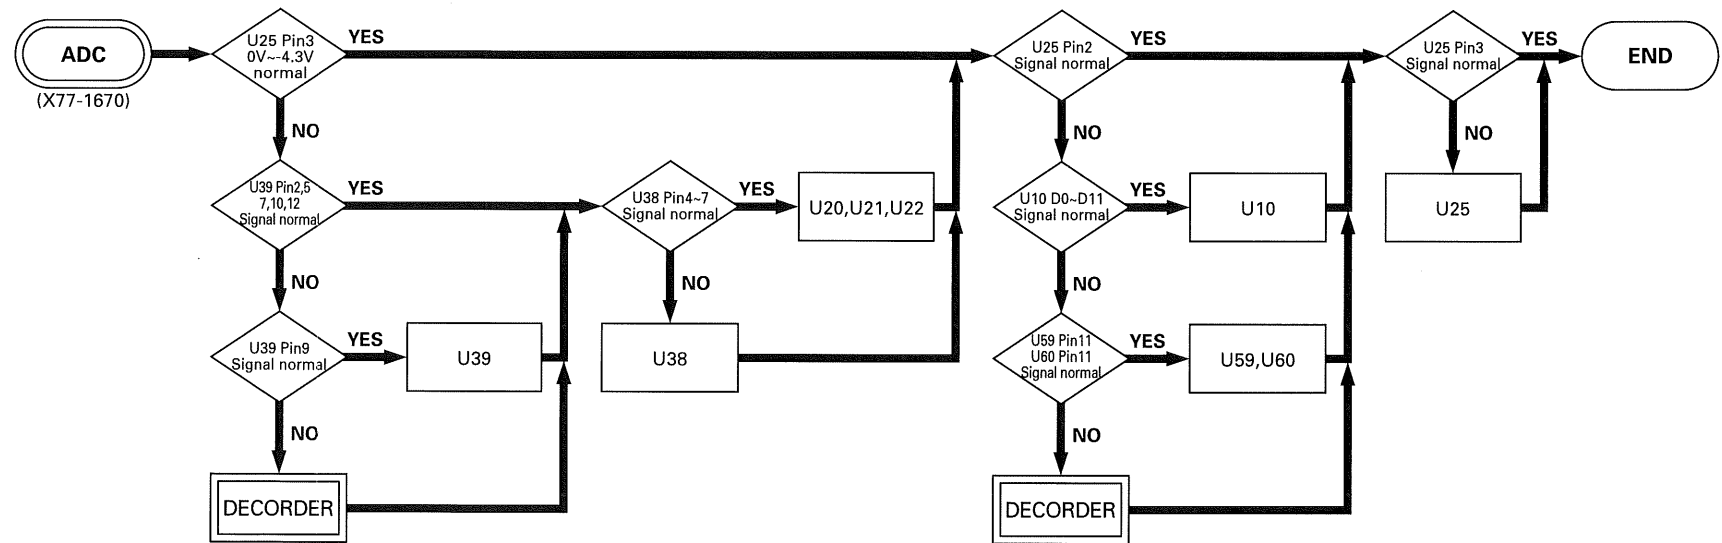 ADC
(X77-1670)
U25 Pin3
0V~-4.3V
normal
YES
NO
U39 Pin2,5
7,10,12
Signal normal
YES
NO
U39 Pin9
Signal normal
YES
U39
NO
DECORDER
U38 Pin4~7
Signal normal
YES
U20,U21,U22
NO
U38
U25 Pin2
Signal normal
YES
NO
U10 D0~D11
Signal normal
YES
U10
NO
U59 Pin11
U60 Pin11
Signal normal
YES
U59,U60
NO
DECORDER
U25 Pin3
Signal normal
YES
NO
U25
END